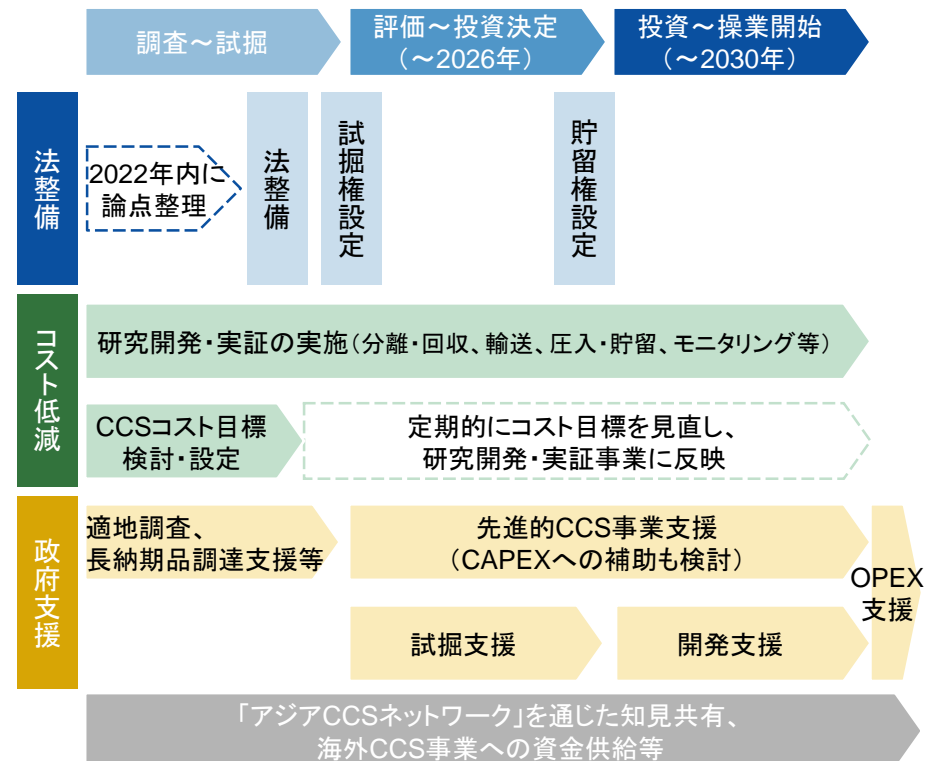 調査～試掘
評価～投資決定
（～2026年）
投資～操業開始
（～2030年）
法整備
2022年内に
論点整理
法整備
試掘権設定
貯留権設定
コスト低減
研究開発・実証の実施（分離・回収、輸送、圧入・貯留、モニタリング等）
CCSコスト目標
検討・設定
定期的にコスト目標を見直し、
研究開発・実証事業に反映
政府支援
適地調査、
長納期品調達支援等
先進的CCS事業支援
（CAPEXへの補助も検討）
OPEX
支援
試掘支援
開発支援
「アジアCCSネットワーク」を通じた知見共有、
海外CCS事業への資金供給等